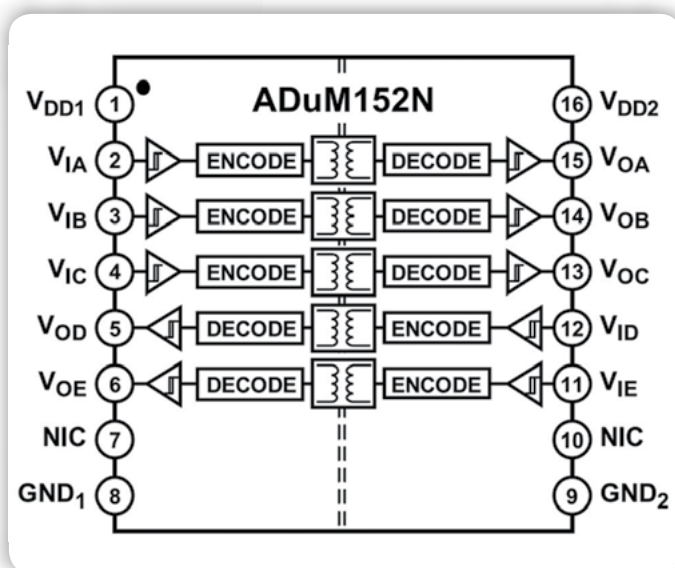 ADuM152N
VDD1 1 16 VDD2
VIA 2 ENCODE DECODE 15 VOA
VIB 3 ENCODE DECODE 14 VOB
VIC 4 ENCODE DECODE 13 VOC
VOD 5 DECODE ENCODE 12 VID
VOE 6 DECODE ENCODE 11 VIE
NIC 7 10 NIC
GND1 8 9 GND2